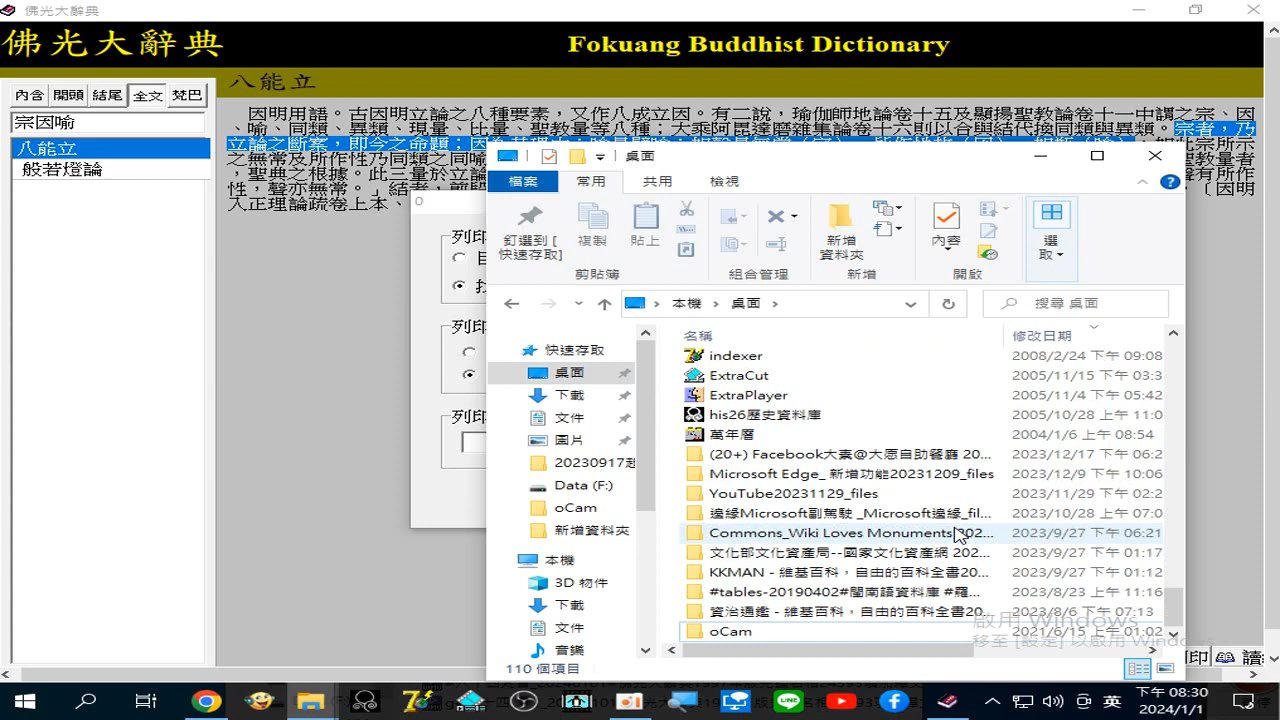 佛光大辭典
佛光大辭典
Fokuang Buddhist Dictionary
內含 開頭 結尾 全文 梵巴
宗因喻
八能立
般若燈論
八能立
因明用語。古因明立論之八種要素，又作八成立因。有二說，瑜伽師地論卷十五及顯揚聖教論卷十一中謂之宗、因
、喻、同類、異類、現量、比量、聖教量等八種；大乘阿毘達磨雜集論卷十六則以合與結代換同類與異類。宗者，乃
立論之斷案，即今之命題；因
之無常及所作性乃同類之同喻
，聖典之根據。此三量於立論
性，聲亦無常。」結者，
入正理論疏卷上本、
此宗所示
聖教量者
聲有所作
〔因明
列印
找
列印
列印
桌面
檔案 常用 共用 檢視
釘選到 [
快速存取]
複製
貼上
剪貼簿
組合管理
新增
資料夾
新增
內容
開啟
選
取
本機 桌面
搜尋 桌面
名稱 修改日期
快速存取
桌面
下載
文件
圖片
20230917
Data (F:)
oCam
新增資料夾
本機
3D 物件
下載
文件
音樂
indexer 2008/2/24 下午 09:08
ExtraCut 2005/11/15 下午 03:3
ExtraPlayer 2005/11/4 下午 05:42
his26歷史資料庫 2005/10/28 上午 11:0
萬年曆 2004/1/6 上午 08:54
(20+) Facebook大素@大愿自助餐廳 20... 2023/12/17 下午 06:2
Microsoft Edge_ 新增功能20231209_files 2023/12/9 下午 10:06
YouTube20231129_files 2023/11/29 下午 02:2
邊緣Microsoft副駕駛 _Microsoft邊緣_fil... 2023/10/28 上午 07:0
Commons_Wiki Loves Monuments 202... 2023/9/27 下午 06:21
文化部文化資產局--國家文化資產網 202... 2023/9/27 下午 01:17
KKMAN - 維基百科，自由的百科全書20... 2023/9/27 下午 01:12
#tables-20190402#閩南語資料庫 #羅... 2023/8/23 上午 11:16
資治通鑑 - 維基百科，自由的百科全書20 2023/8/6 下午 07:13
oCam 2021/6/15 上午 01:02
啟用 Windows
移至 [設定] 以啟用 Windows
110 個項目
列印 讀
英
下午 08:30
2024/1/1